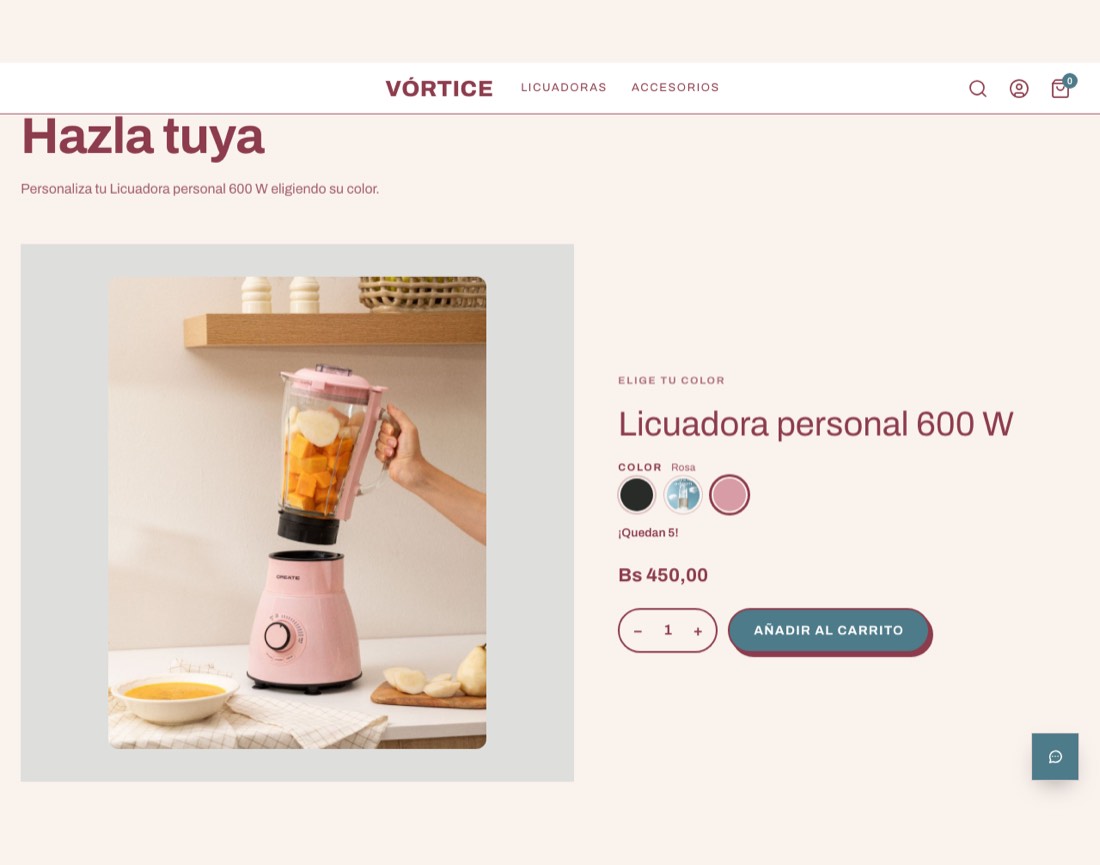 VÓRTICE
LICUADORAS
ACCESORIOS
0
Hazla tuya
Personaliza tu Licuadora personal 600 W eligiendo su color.
CREATE
ELIGE TU COLOR
Licuadora personal 600 W
COLOR Rosa
¡Quedan 5!
Bs 450,00
− 1 +
AÑADIR AL CARRITO